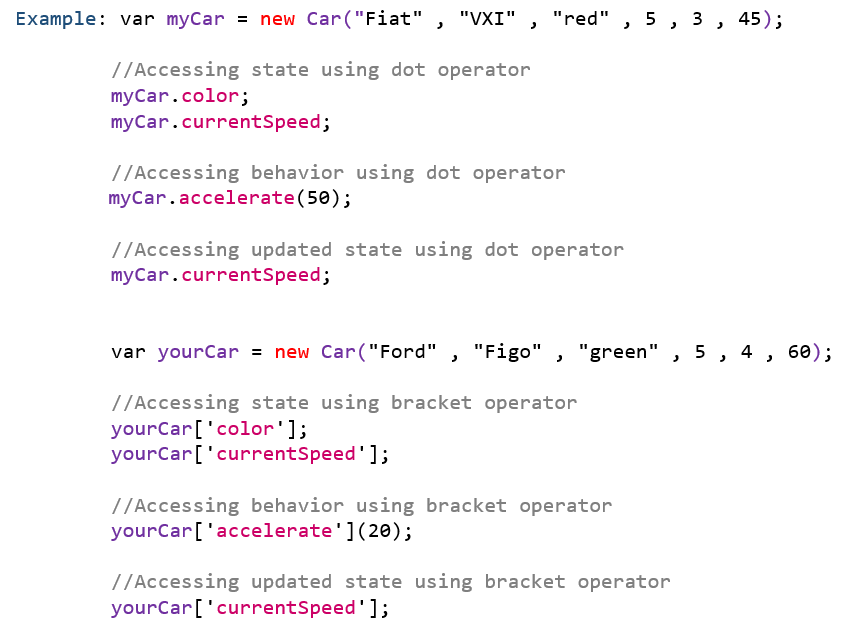 Example: var myCar = new Car("Fiat" , "VXI" , "red" , 5 , 3 , 45);
//Accessing state using dot operator
myCar.color;
myCar.currentSpeed;
//Accessing behavior using dot operator
myCar.accelerate(50);
//Accessing updated state using dot operator
myCar.currentSpeed;
var yourCar = new Car("Ford" , "Figo" , "green" , 5 , 4 , 60);
//Accessing state using bracket operator
yourCar['color'];
yourCar['currentSpeed'];
//Accessing behavior using bracket operator
yourCar['accelerate'](20);
//Accessing updated state using bracket operator
yourCar['currentSpeed'];